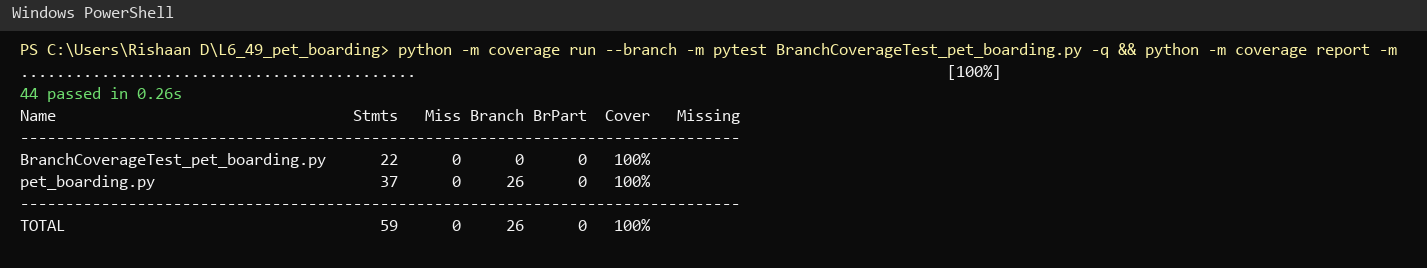 Windows PowerShell
PS C:\Users\Rishaan D\L6_49_pet_boarding> python -m coverage run --branch -m pytest BranchCoverageTest_pet_boarding.py -q && python -m coverage report -m
............................................ [100%]
44 passed in 0.26s
Name Stmts Miss Branch BrPart Cover Missing
--------------------------------------------------------------------------------
BranchCoverageTest_pet_boarding.py 22 0 0 0 100%
pet_boarding.py 37 0 26 0 100%
--------------------------------------------------------------------------------
TOTAL 59 0 26 0 100%